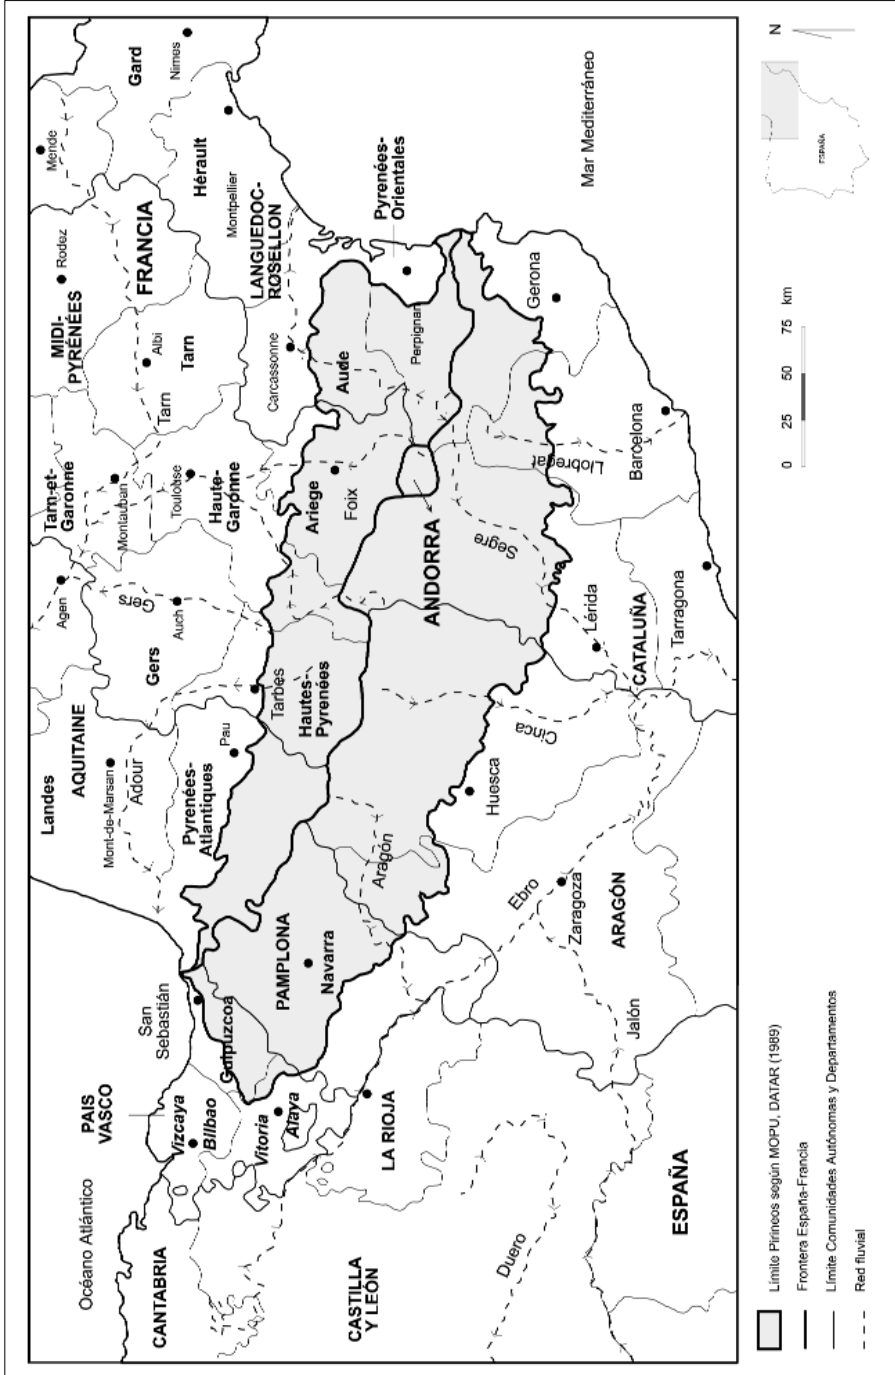 Océano Atlántico
PAIS
VASCO
CANTABRIA
Vizcaya
Bilbao
Vitoria
Alava
LA RIOJA
CASTILLA
Y LEÓN
Duero
ESPAÑA
San
Sebastián
Guipuzcoa
PAMPLONA
Navarra
Aragón
Ebro
Zaragoza
ARAGÓN
Jalón
Landes
AQUITAINE
Mont-de-Marsan
Adour
Pyrenées-
Atlantiques
Pau
Tarbes
Hautes-
Pyrenées
Huesca
Cinca
Agen
Gers
Auch
Gers
Tarn-et-
Garonne
Montauban
Toulouse
Haute-
Garonne
Ariege
Foix
ANDORRA
Segre
Lérida
CATALUÑA
Tarragona
MIDI-
PYRÉNÉES
Rodez
Albi
Tarn
Tarn
FRANCIA
Mende
Gard
Nimes
Hérault
Montpellier
LANGUEDOC-
ROSELLON
Carcassonne
Aude
Pyrenées-
Orientales
Perpignan
Llobregat
Barcelona
Gerona
Mar Mediterráneo
Límite Pirineos según MOPU, DATAR (1989)
Frontera España-Francia
Límite Comunidades Autónomas y Departamentos
Red fluvial
0 25 50 75 km
ESPAÑA
N